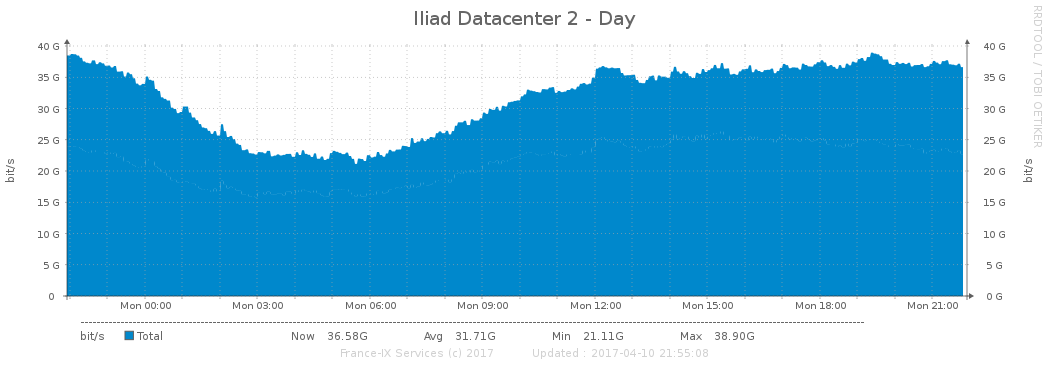 Iliad Datacenter 2 - Day
RRDTOOL / TOBI OETIKER
40 G 40 G
35 G 35 G
30 G 30 G
25 G 25 G
20 G 20 G
15 G 15 G
10 G 10 G
5 G 5 G
0 0 G
bit/s bit/s
Mon 00:00 Mon 03:00 Mon 06:00 Mon 09:00 Mon 12:00 Mon 15:00 Mon 18:00 Mon 21:00
bit/s Total Now 36.58G Avg 31.71G Min 21.11G Max 38.90G
France-IX Services (c) 2017 Updated : 2017-04-10 21:55:08